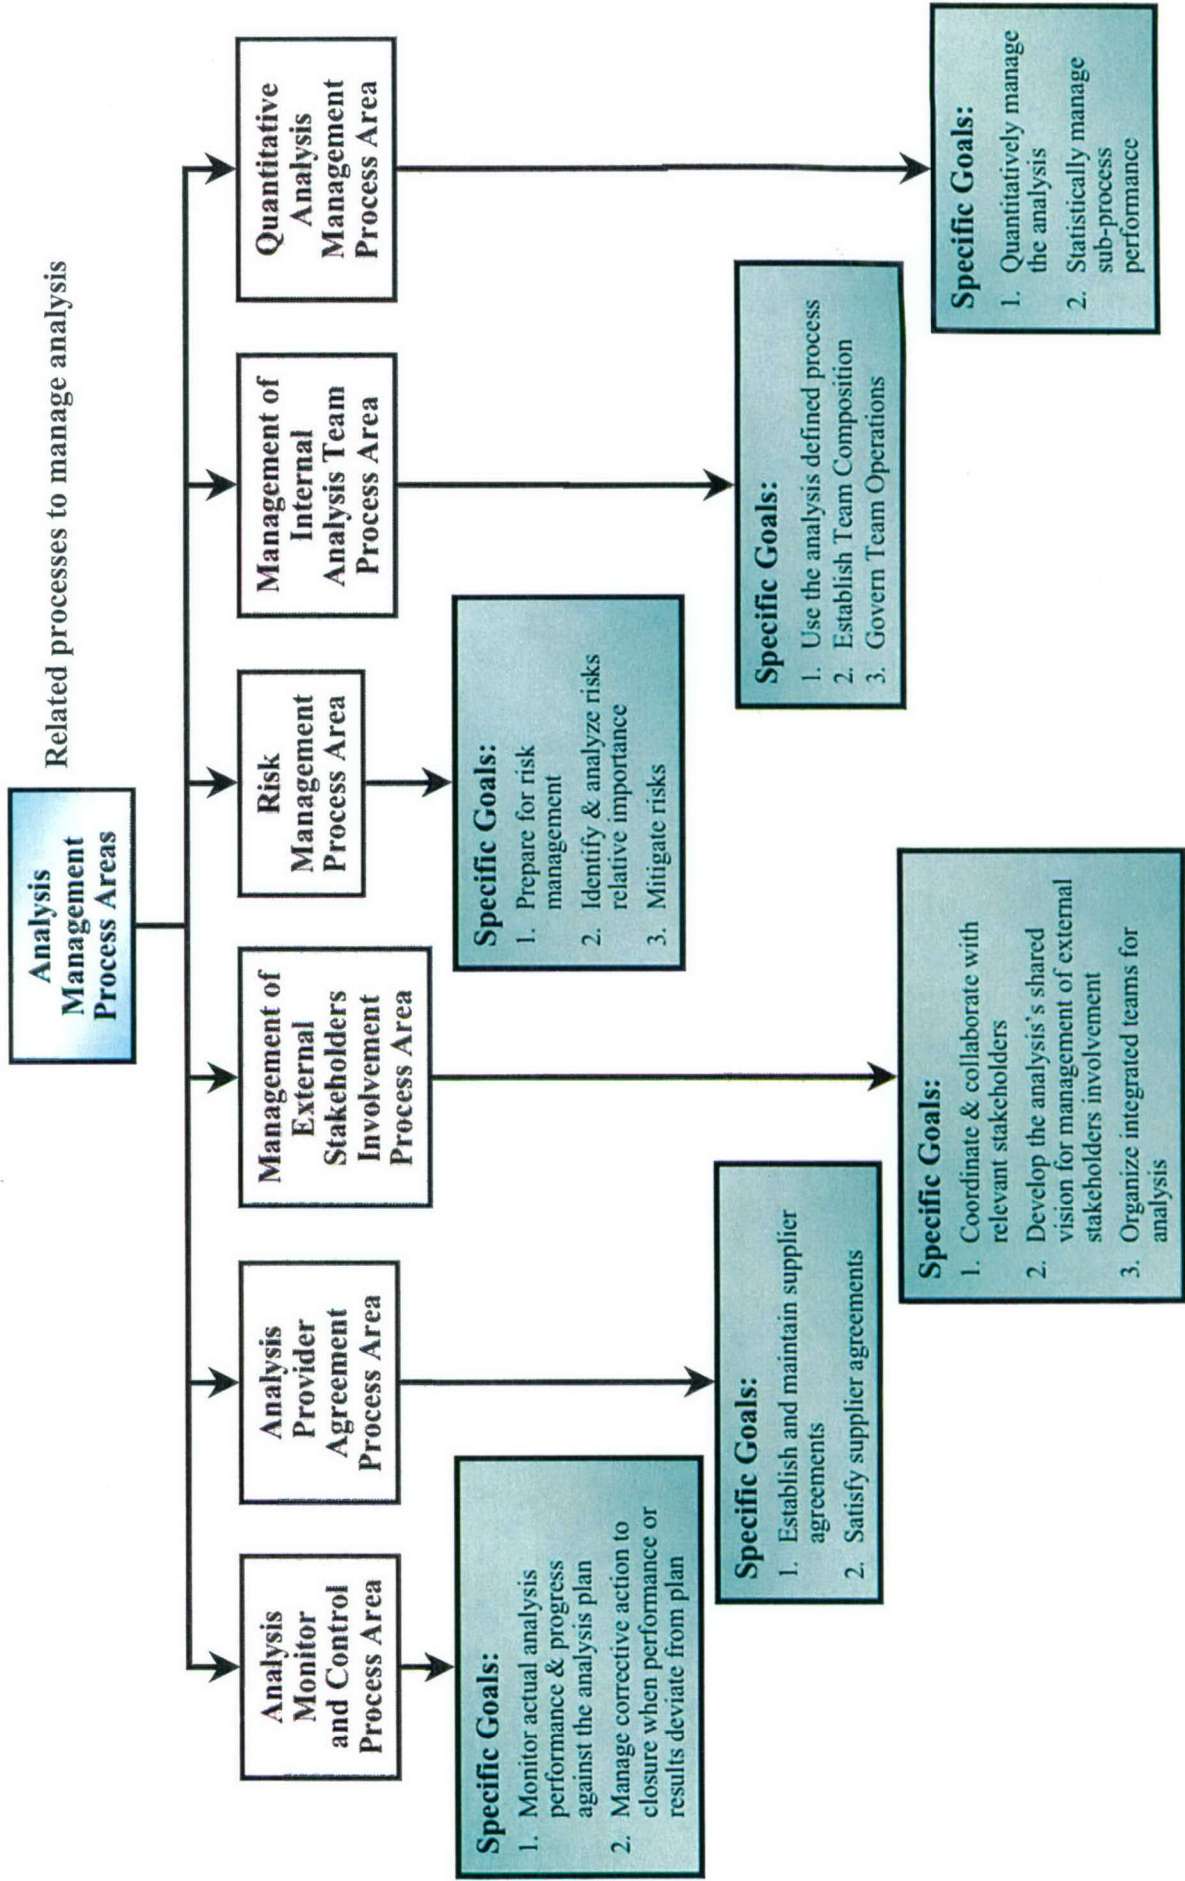 Analysis
Management
Process Areas
Related processes to manage analysis
Analysis
Monitor
and Control
Process Area
Analysis
Provider
Agreement
Process Area
Management of
External
Stakeholders
Involvement
Process Area
Risk
Management
Process Area
Management of
Internal
Analysis Team
Process Area
Quantitative
Analysis
Management
Process Area
Specific Goals:
1. Monitor actual analysis
performance & progress
against the analysis plan
2. Manage corrective action to
closure when performance or
results deviate from plan
Specific Goals:
1. Establish and maintain supplier
agreements
2. Satisfy supplier agreements
Specific Goals:
1. Coordinate & collaborate with
relevant stakeholders
2. Develop the analysis's shared
vision for management of external
stakeholders involvement
3. Organize integrated teams for
analysis
Specific Goals:
1. Prepare for risk
management
2. Identify & analyze risks
relative importance
3. Mitigate risks
Specific Goals:
1. Use the analysis defined process
2. Establish Team Composition
3. Govern Team Operations
Specific Goals:
1. Quantitatively manage
the analysis
2. Statistically manage
sub-process
performance